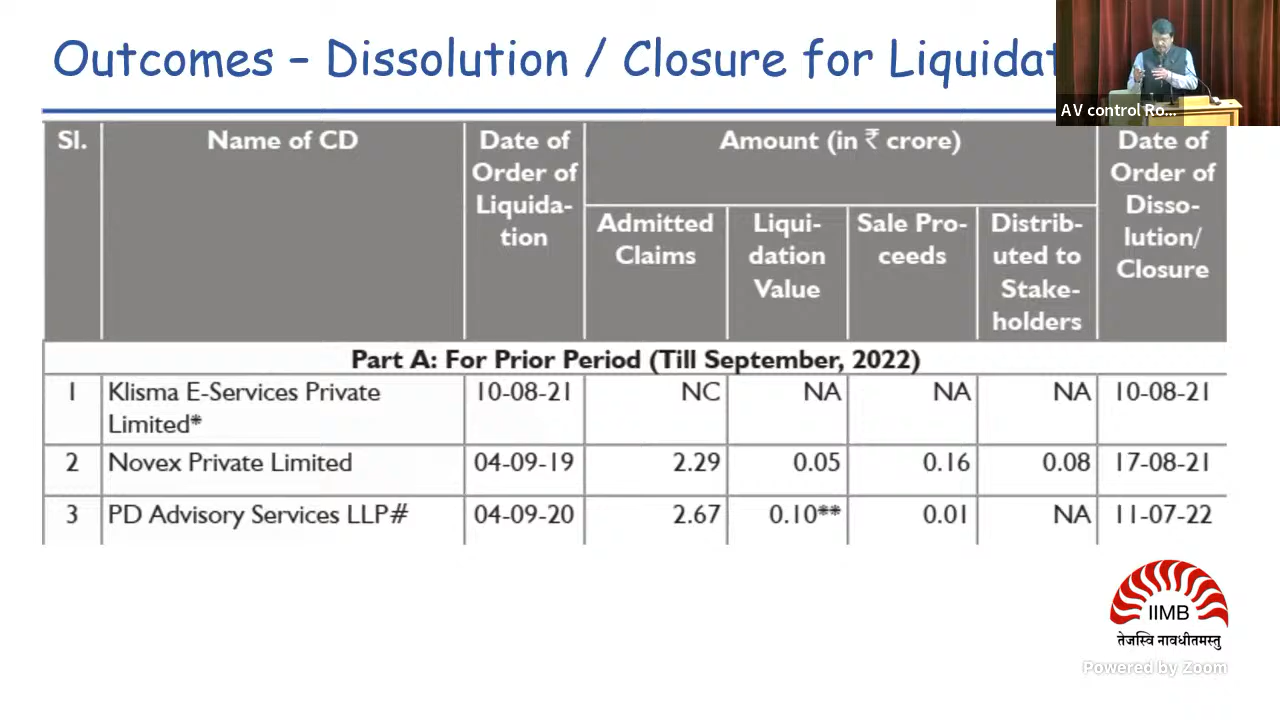 Outcomes – Dissolution / Closure for Liquidat
AV control Ro...
Sl.
Name of CD
Date of
Order of
Liquida-
tion
Amount (in ₹ crore)
Admitted
Claims
Liqui-
dation
Value
Sale Pro-
ceeds
Distrib-
uted to
Stake-
holders
Date of
Order of
Disso-
lution/
Closure
Part A: For Prior Period (Till September, 2022)
1 Klisma E-Services Private 10-08-21 NC NA NA NA 10-08-21
Limited*
2 Novex Private Limited 04-09-19 2.29 0.05 0.16 0.08 17-08-21
3 PD Advisory Services LLP# 04-09-20 2.67 0.10** 0.01 NA 11-07-22
IIMB
तेजस्वि नावधीतमस्तु
Powered by Zoom